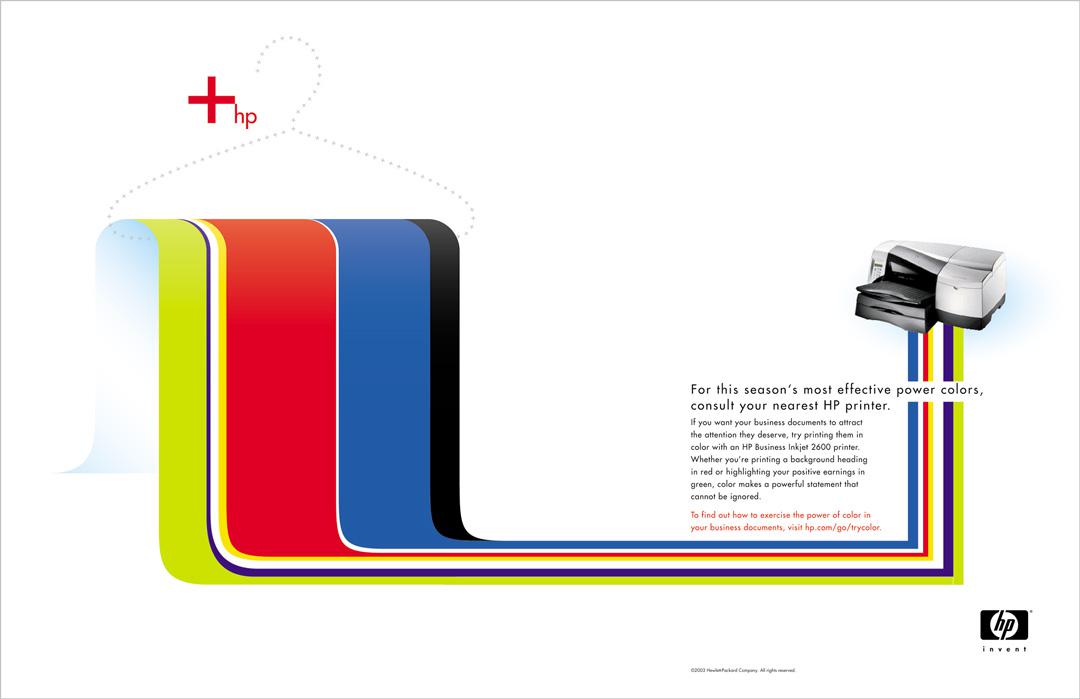 +hp
For this season's most effective power colors,
consult your nearest HP printer.
If you want your business documents to attract
the attention they deserve, try printing them in
color with an HP Business Inkjet 2600 printer.
Whether you're printing a background heading
in red or highlighting your positive earnings in
green, color makes a powerful statement that
cannot be ignored.
To find out how to exercise the power of color in
your business documents, visit hp.com/go/trycolor.
hp
invent
©2003 Hewlett-Packard Company. All rights reserved.